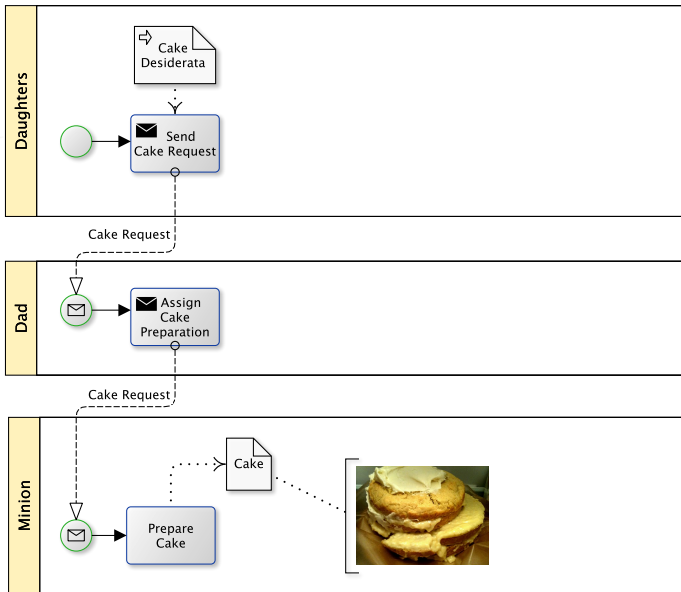 Daughters
Cake
Desiderata
Send
Cake Request
Cake Request
Dad
Assign
Cake
Preparation
Cake Request
Minion
Cake
Prepare
Cake